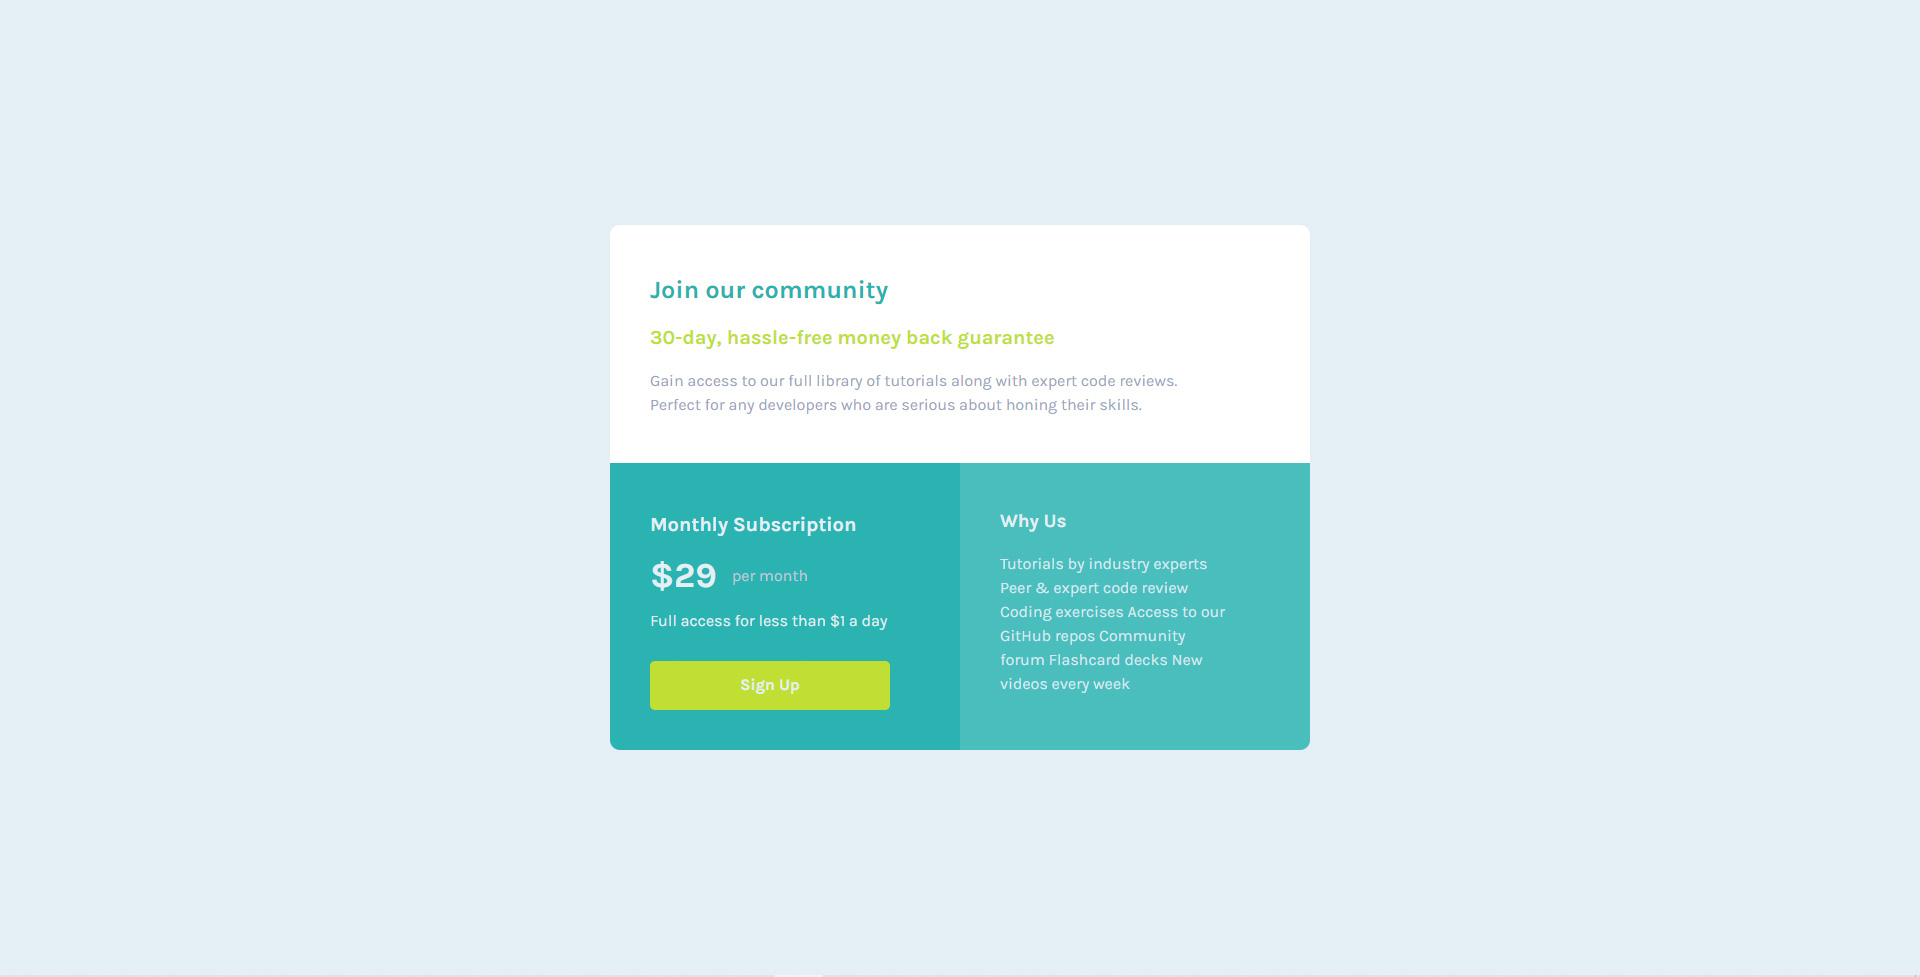 Join our community
30-day, hassle-free money back guarantee
Gain access to our full library of tutorials along with expert code reviews.
Perfect for any developers who are serious about honing their skills.
Monthly Subscription
$29 per month
Full access for less than $1 a day
Sign Up
Why Us
Tutorials by industry experts
Peer & expert code review
Coding exercises Access to our
GitHub repos Community
forum Flashcard decks New
videos every week